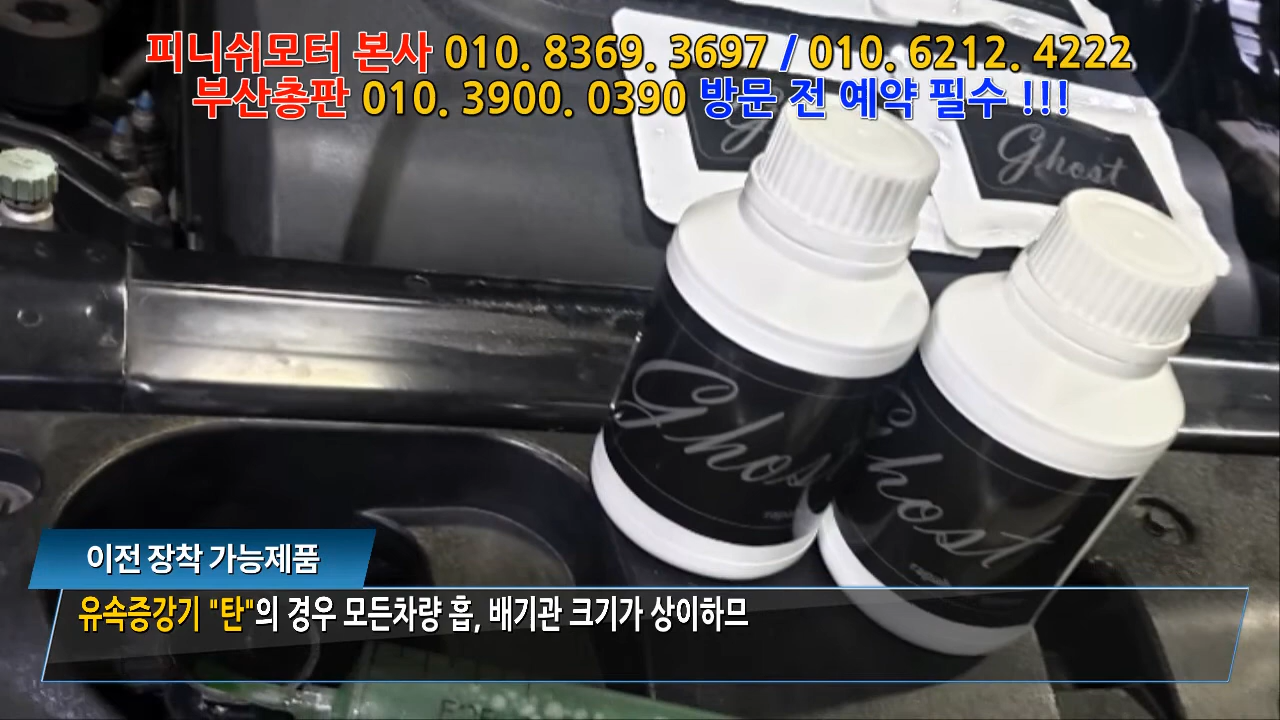 피니쉬모터 본사 010. 8369. 3697 / 010. 6212. 4222
부산총판 010. 3900. 0390 방문 전 예약 필수 !!!
Ghost
Ghost
Ghost
이전 장착 가능제품
유속증강기 "탄"의 경우 모든차량 흡, 배기관 크기가 상이하므